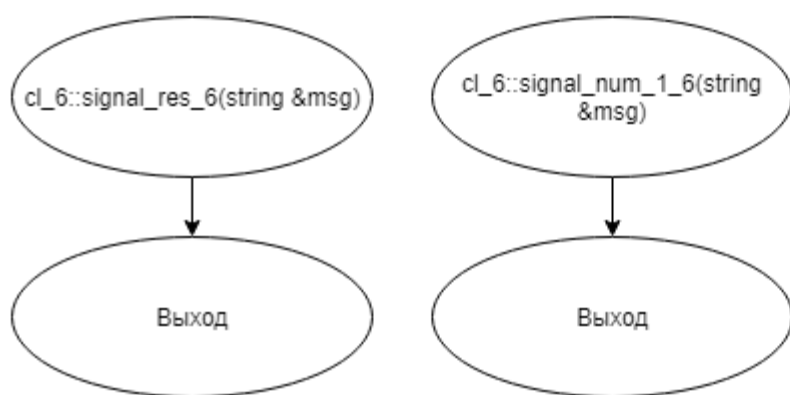 cl_6::signal_res_6(string &msg)
cl_6::signal_num_1_6(string
&msg)
Выход
Выход